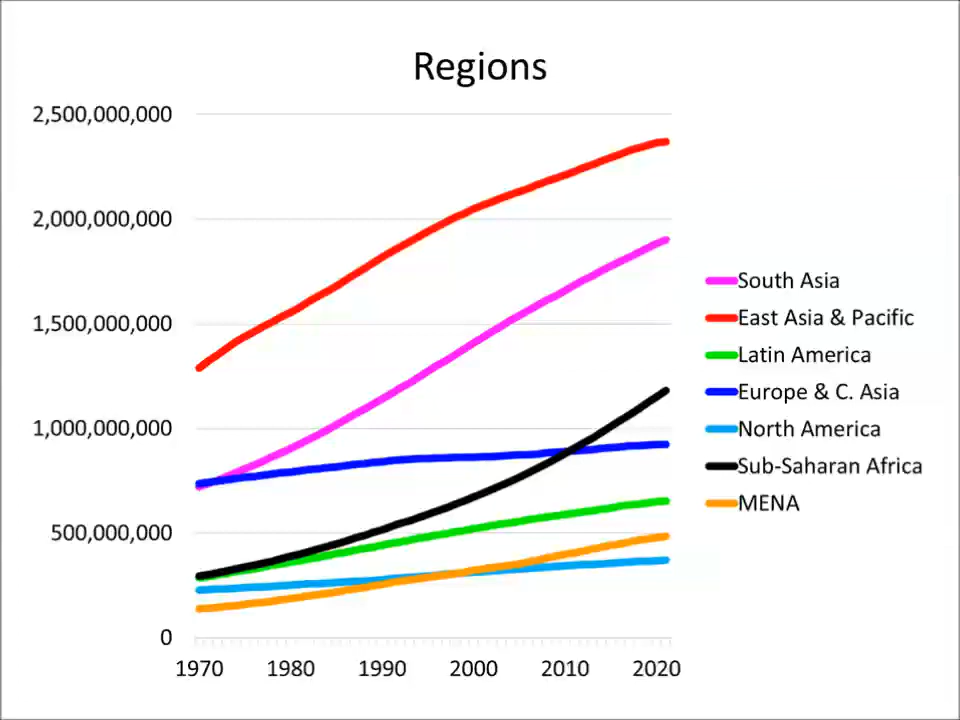 Regions
2,500,000,000
2,000,000,000
1,500,000,000
1,000,000,000
500,000,000
0
1970 1980 1990 2000 2010 2020
South Asia
East Asia & Pacific
Latin America
Europe & C. Asia
North America
Sub-Saharan Africa
MENA